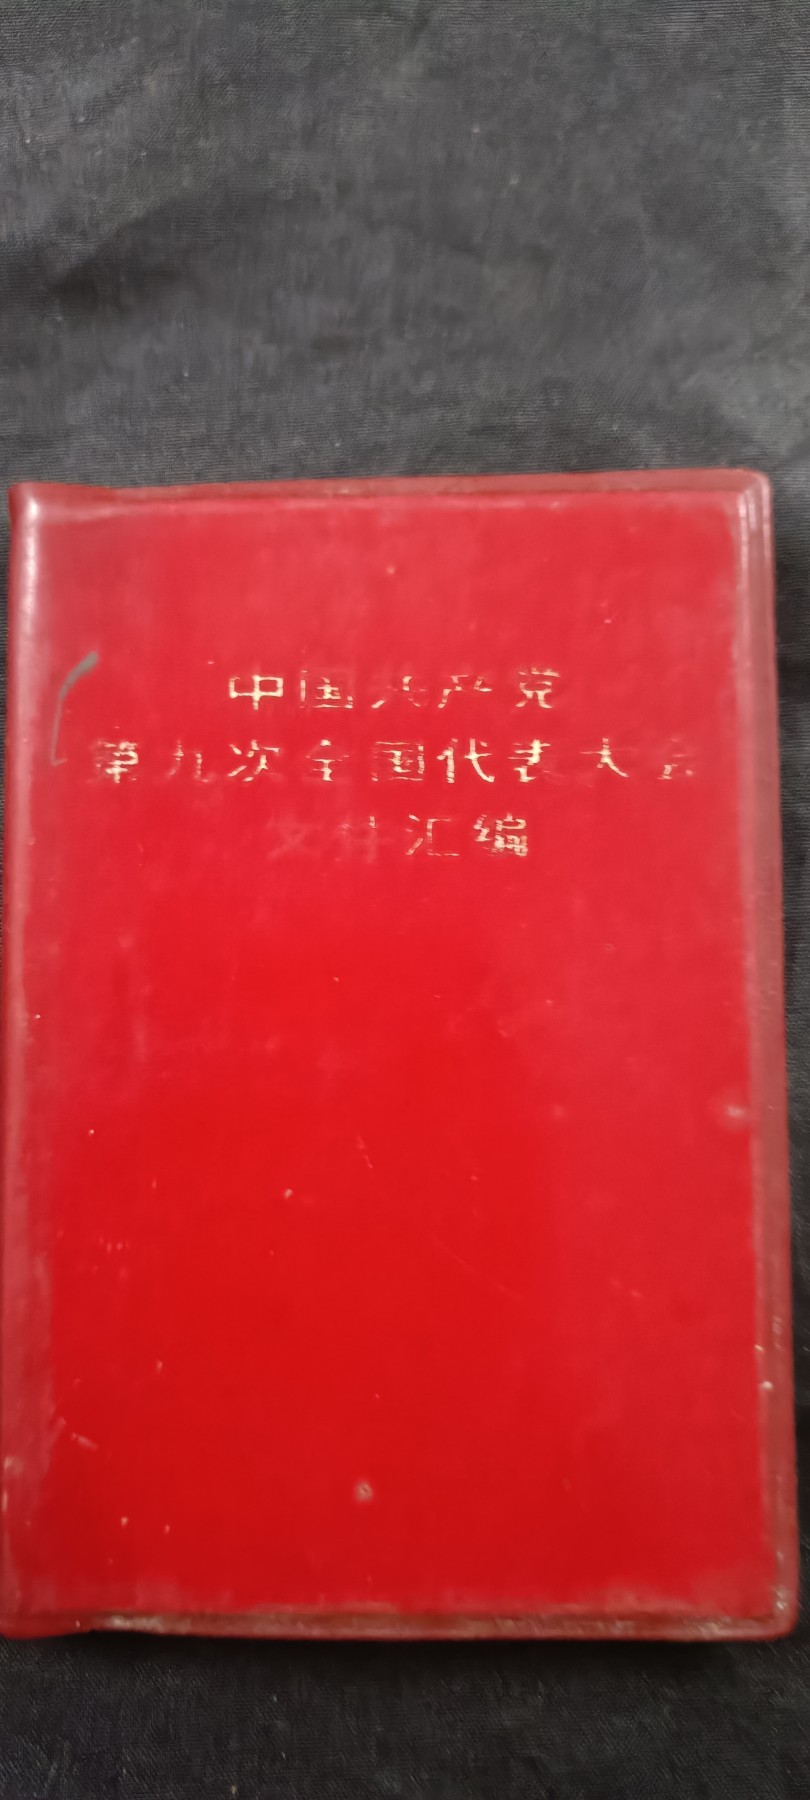 中国共产党
第九次全国代表大会
文件汇编